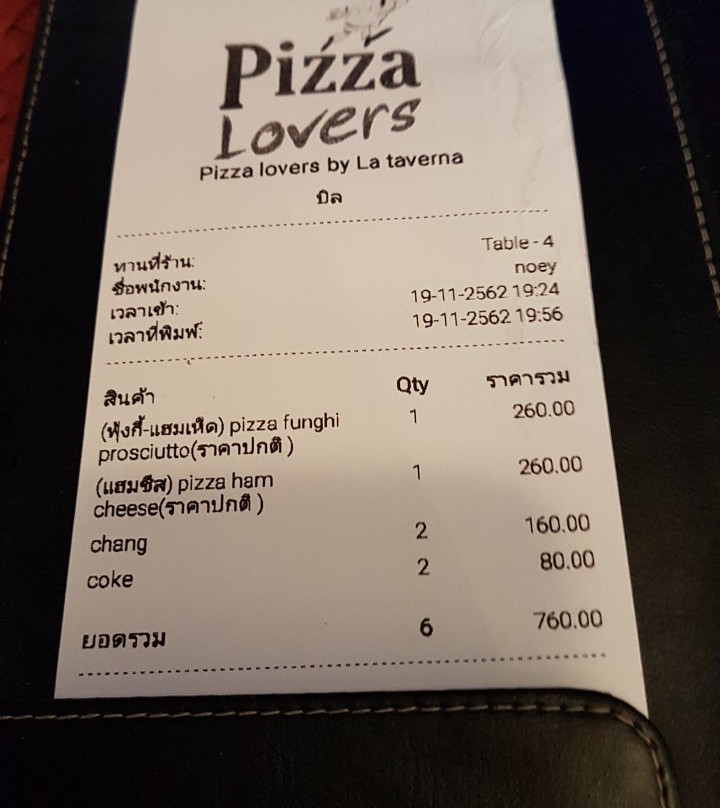 Pizza
Lovers
Pizza lovers by La taverna
บิล
ทานที่ร้าน: Table - 4
ชื่อพนักงาน: noey
เวลาเข้า: 19-11-2562 19:24
เวลาที่พิมพ์: 19-11-2562 19:56
สินค้า Qty ราคารวม
(ฟุ้งกี้-แฮมเห็ด) pizza funghi 1 260.00
prosciutto(ราคาปกติ )
(แฮมชีส) pizza ham 1 260.00
cheese(ราคาปกติ )
chang 2 160.00
coke 2 80.00
ยอดรวม 6 760.00